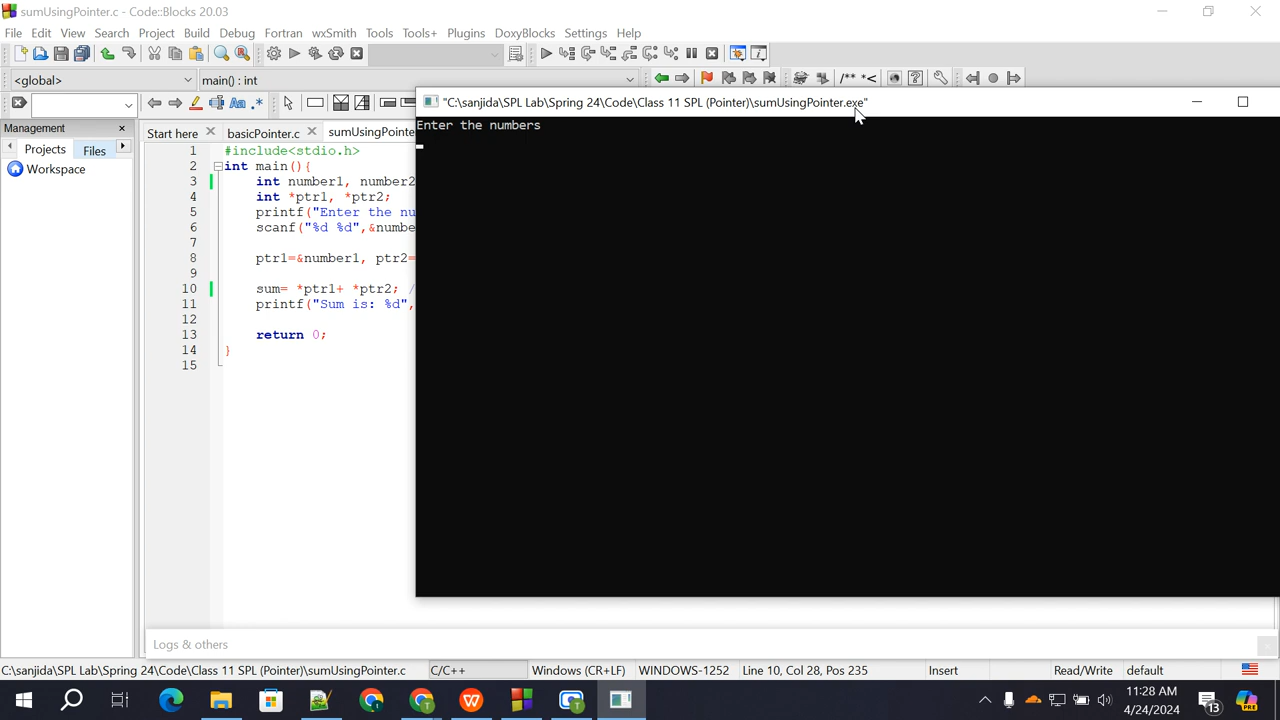 sumUsingPointer.c - Code::Blocks 20.03
File Edit View Search Project Build Debug Fortran wxSmith Tools Tools+ Plugins DoxyBlocks Settings Help
<global> main() : int
/** *<
Aa .*
"C:\sanjida\SPL Lab\Spring 24\Code\Class 11 SPL (Pointer)\sumUsingPointer.exe"
Enter the numbers
Management
Projects Files
Workspace
Start here basicPointer.c sumUsingPointe
1 #include<stdio.h>
2 int main(){
3 int number1, number2
4 int *ptr1, *ptr2;
5 printf("Enter the nu
6 scanf("%d %d",&numbe
7
8 ptr1=&number1, ptr2=
9
10 sum= *ptr1+ *ptr2; /
11 printf("Sum is: %d",
12
13 return 0;
14 }
15
Logs & others
C:\sanjida\SPL Lab\Spring 24\Code\Class 11 SPL (Pointer)\sumUsingPointer.c C/C++ Windows (CR+LF) WINDOWS-1252 Line 10, Col 28, Pos 235 Insert Read/Write default
11:28 AM
4/24/2024
13
PRE